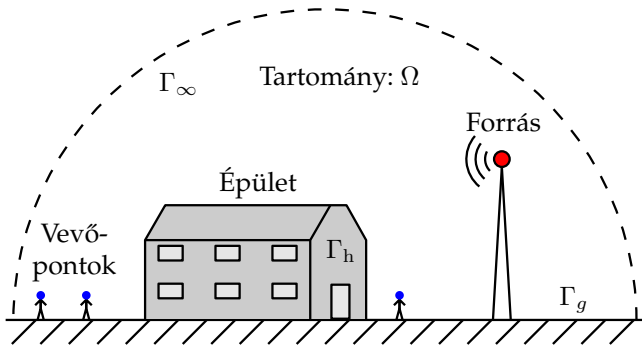 Γ∞
Tartomány: Ω
Forrás
Épület
Vevő-
pontok
Γh
Γg